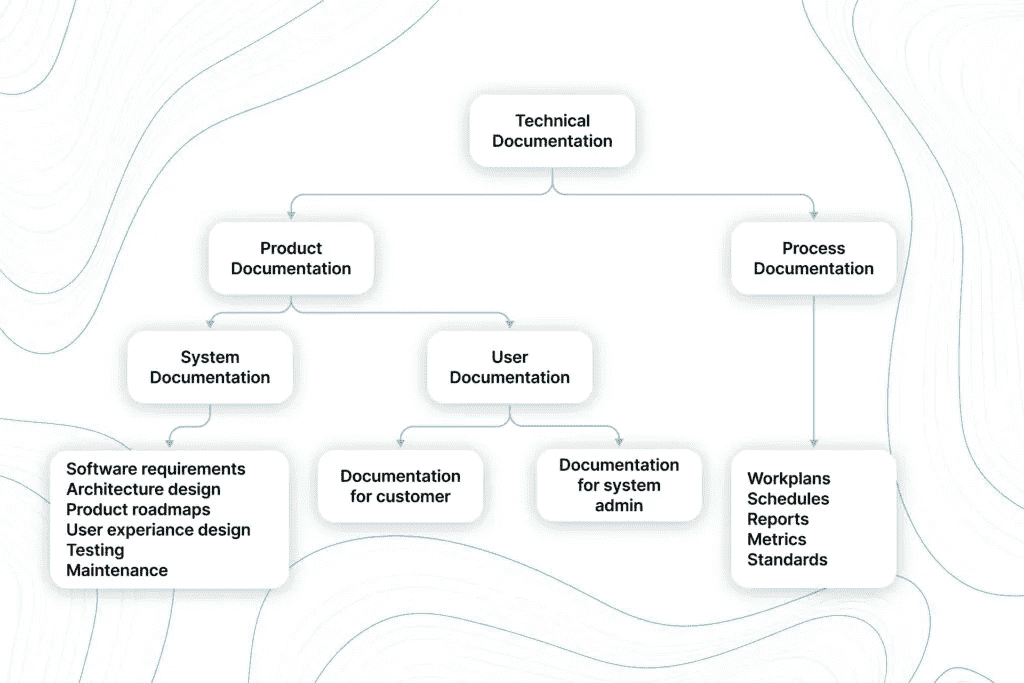 Technical
Documentation
Product
Documentation
Process
Documentation
System
Documentation
User
Documentation
Software requirements
Architecture design
Product roadmaps
User experiance design
Testing
Maintenance
Documentation
for customer
Documentation
for system
admin
Workplans
Schedules
Reports
Metrics
Standards